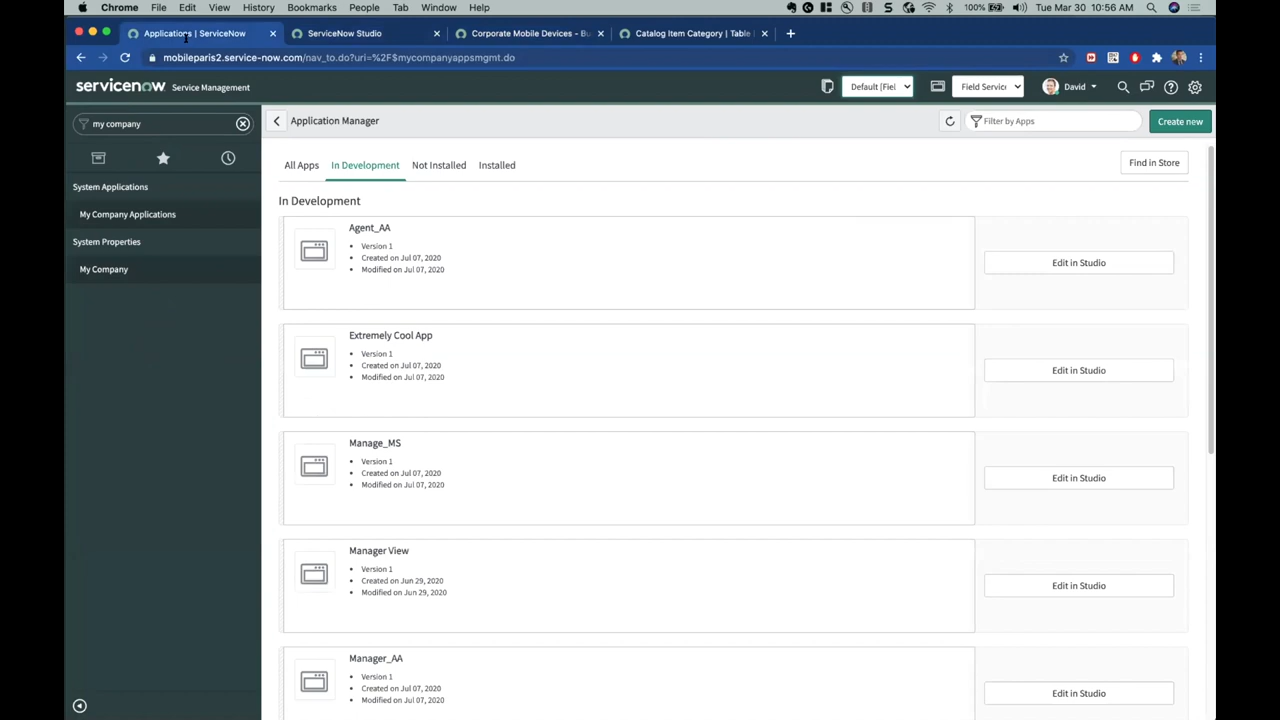 Chrome File Edit View History Bookmarks People Tab Window Help 100% Tue Mar 30 10:56 AM
Applications | ServiceNow ServiceNow Studio Corporate Mobile Devices - Bu Catalog Item Category | Table
mobileparis2.service-now.com/nav_to.do?uri=%2F$mycompanyappsmgmt.do
servicenow Service Management Default [Fiel Field Servic David
my company
Application Manager Filter by Apps Create new
All Apps In Development Not Installed Installed Find in Store
System Applications
My Company Applications
System Properties
My Company
In Development
Agent_AA
Version 1
Created on Jul 07, 2020
Modified on Jul 07, 2020
Edit in Studio
Extremely Cool App
Version 1
Created on Jul 07, 2020
Modified on Jul 07, 2020
Edit in Studio
Manage_MS
Version 1
Created on Jul 07, 2020
Modified on Jul 07, 2020
Edit in Studio
Manager View
Version 1
Created on Jun 29, 2020
Modified on Jun 29, 2020
Edit in Studio
Manager_AA
Version 1
Created on Jul 07, 2020
Modified on Jul 07, 2020
Edit in Studio